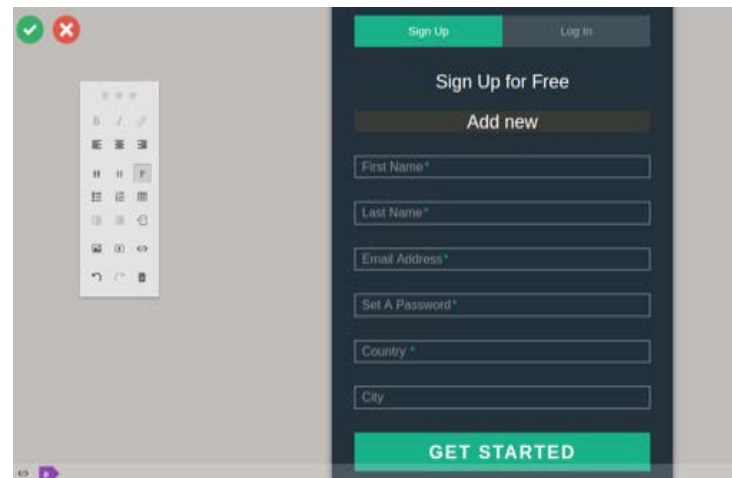 Sign Up
Log In
Sign Up for Free
Add new
First Name*
Last Name*
Email Address*
Set A Password*
Country *
City
GET STARTED
B I
H H P
</> P